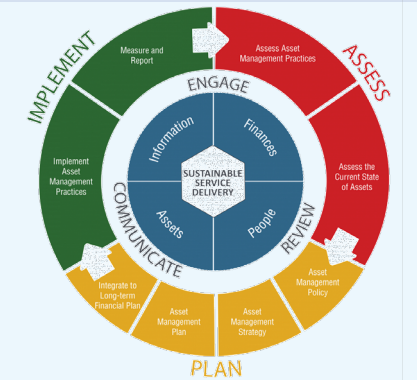 IMPLEMENT
Measure and
Report
Assess Asset
Management Practices
ASSESS
ENGAGE
Information
Finances
Implement
Asset
Management
Practices
SUSTAINABLE
SERVICE
DELIVERY
Assess the
Current State
of Assets
COMMUNICATE
Assets
People
REVIEW
Integrate to
Long-term
Financial Plan
Asset
Management
Plan
Asset
Management
Strategy
Asset
Management
Policy
PLAN